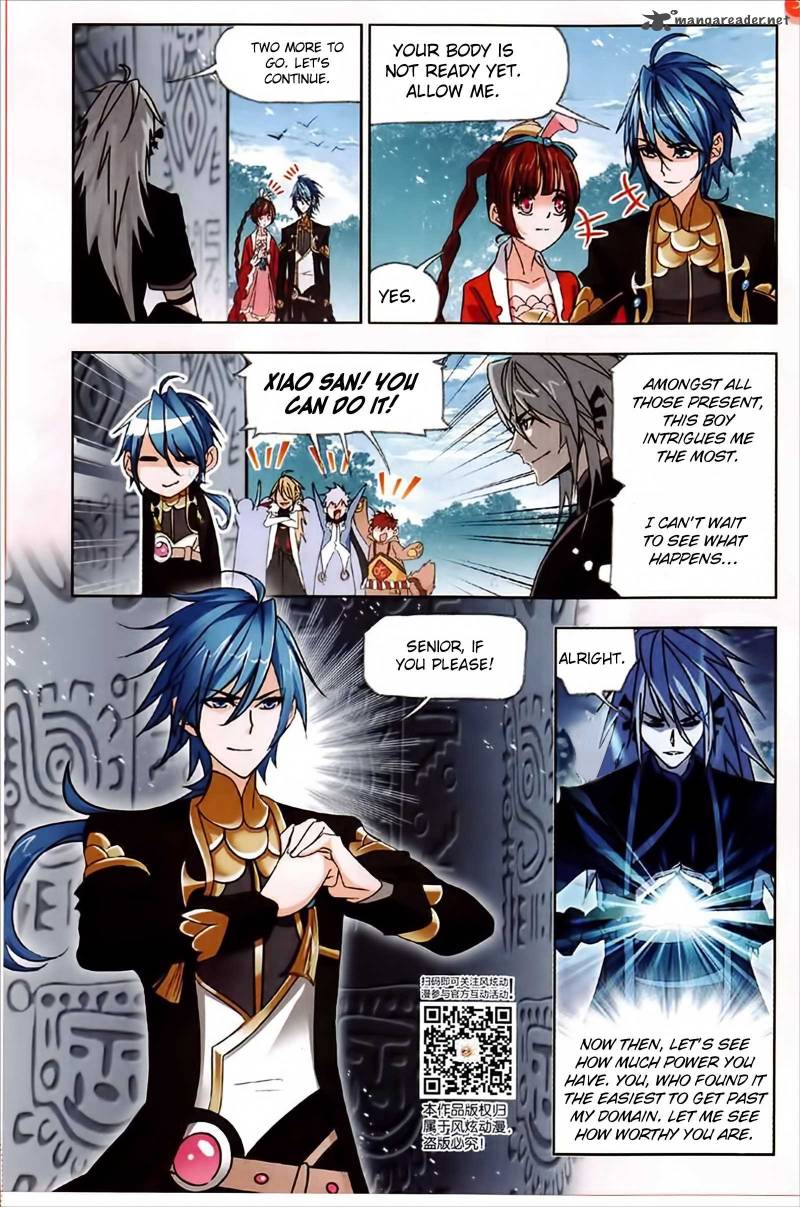 mangareader.net
TWO MORE TO
GO. LET'S
CONTINUE.
YOUR BODY IS
NOT READY YET.
ALLOW ME.
YES.
XIAO SAN! YOU
CAN DO IT!
AMONGST ALL
THOSE PRESENT,
THIS BOY
INTRIGUES ME
THE MOST.
I CAN'T WAIT
TO SEE WHAT
HAPPENS...
SENIOR, IF
YOU PLEASE!
ALRIGHT.
扫码即可关注风炫动
漫参与官方互动活动。
本作品版权归
属于风炫动漫,
盗版必究!
NOW THEN, LET'S SEE
HOW MUCH POWER YOU
HAVE. YOU, WHO FOUND IT
THE EASIEST TO GET PAST
MY DOMAIN. LET ME SEE
HOW WORTHY YOU ARE.